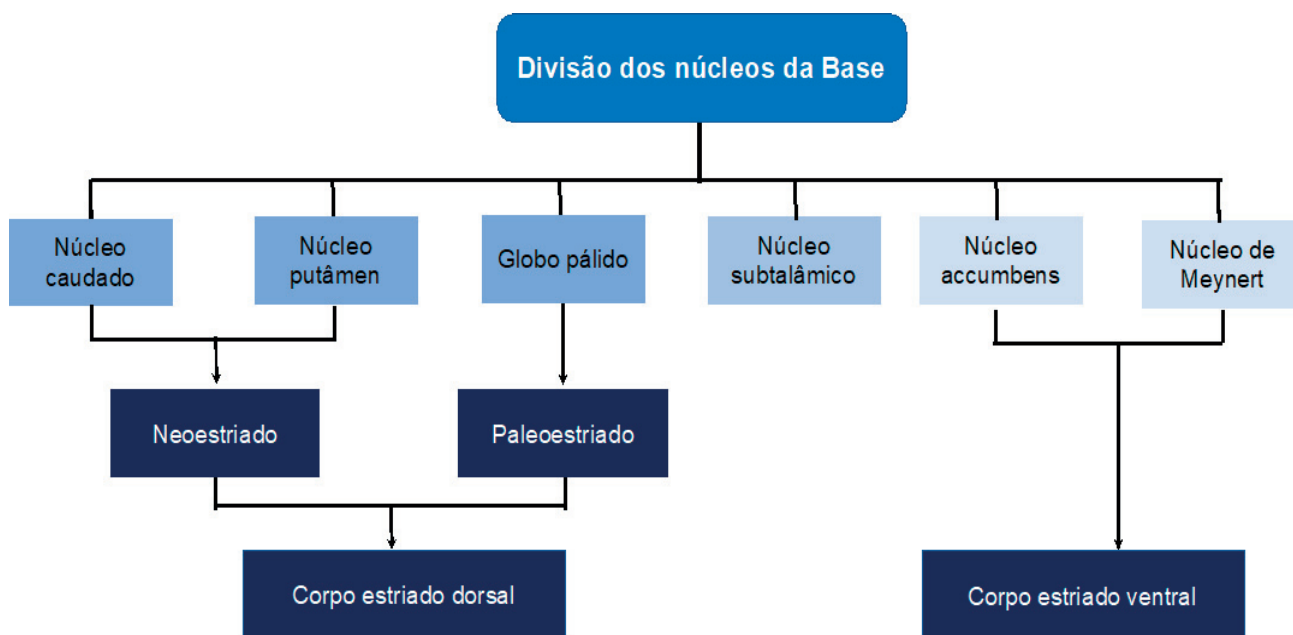 Divisão dos núcleos da Base
Núcleo
caudado
Núcleo
putâmen
Globo pálido
Núcleo
subtalâmico
Núcleo
accumbens
Núcleo de
Meynert
Neoestriado
Paleoestriado
Corpo estriado dorsal
Corpo estriado ventral